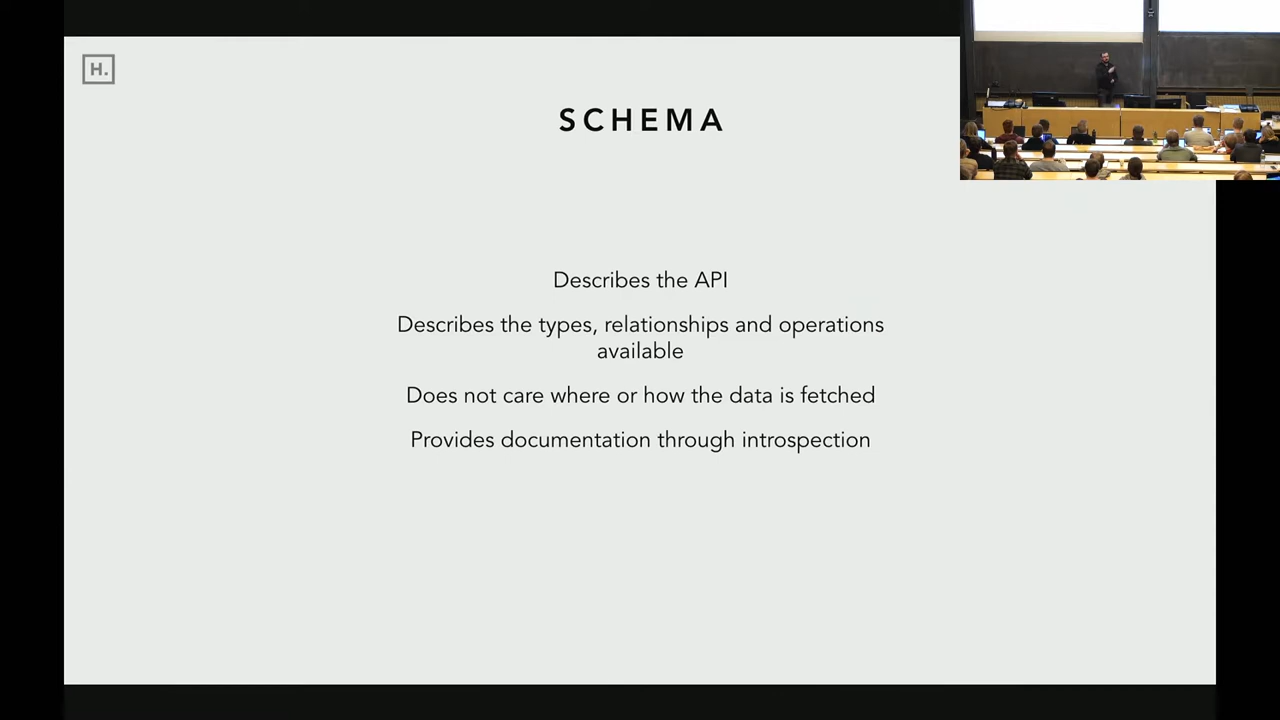 H.
SCHEMA
Describes the API
Describes the types, relationships and operations
available
Does not care where or how the data is fetched
Provides documentation through introspection